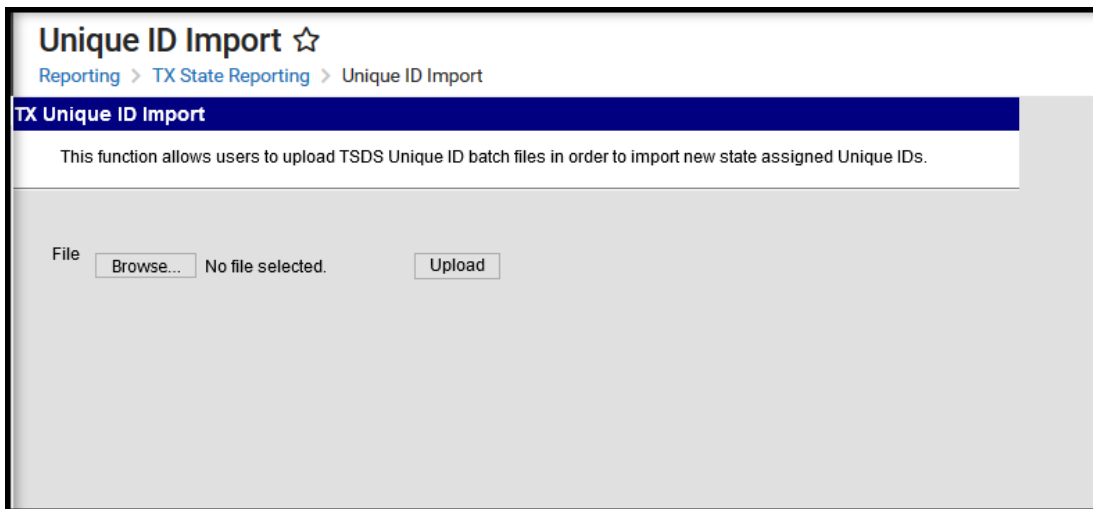 Unique ID Import
Reporting > TX State Reporting > Unique ID Import
TX Unique ID Import
This function allows users to upload TSDS Unique ID batch files in order to import new state assigned Unique IDs.
File Browse... No file selected. Upload